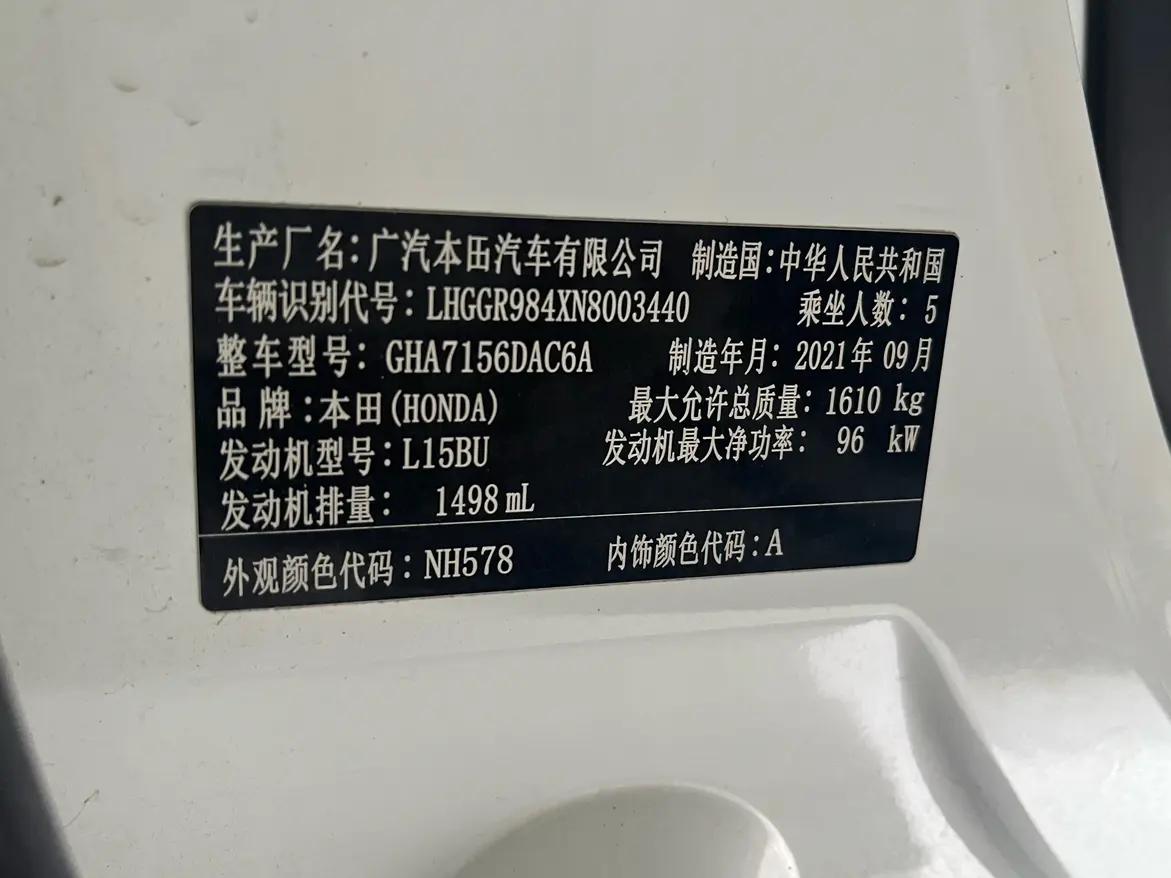 生产厂名：广汽本田汽车有限公司 制造国：中华人民共和国
车辆识别代号：LHGGR984XN8003440 乘坐人数：5
整车型号：GHA7156DAC6A 制造年月：2021年 09月
品 牌：本田(HONDA) 最大允许总质量：1610 kg
发动机型号：L15BU 发动机最大净功率： 96 kW
发动机排量： 1498 mL
外观颜色代码：NH578 内饰颜色代码：A